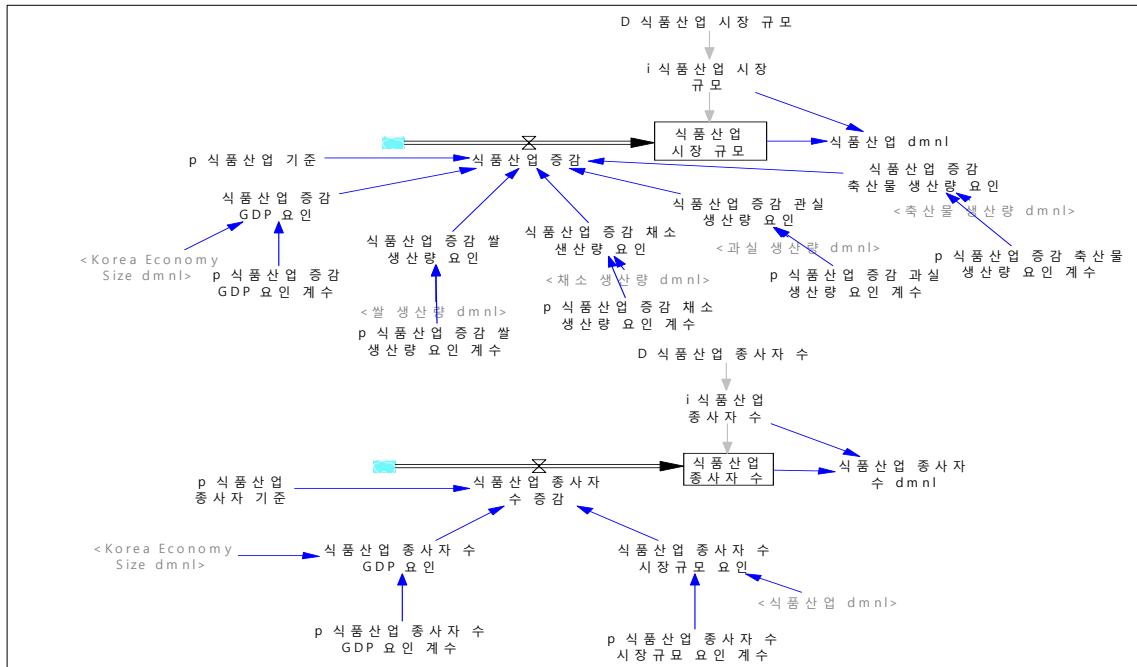 D 식품산업 시장 규모
i 식품산업 시장
규모
식품산업
시장 규모
식품산업 dmnl
p 식품산업 기준
식품산업 증감
식품산업 증감
축산물 생산량 요인
<축산물 생산량 dmnl>
식품산업 증감
GDP 요인
식품산업 증감 과실
생산량 요인
식품산업 증감 쌀
생산량 요인
식품산업 증감 채소
생산량 요인
<과실 생산량 dmnl>
<Korea Economy
Size dmnl>
p 식품산업 증감
GDP 요인 계수
p 식품산업 증감 축산물
생산량 요인 계수
<채소 생산량 dmnl>
p 식품산업 증감 과실
생산량 요인 계수
<쌀 생산량 dmnl>
p 식품산업 증감 쌀
생산량 요인 계수
p 식품산업 증감 채소
생산량 요인 계수
D 식품산업 종사자 수
i 식품산업
종사자 수
식품산업
종사자 수
식품산업 종사자
수 dmnl
p 식품산업
종사자 기준
식품산업 종사자
수 증감
<Korea Economy
Size dmnl>
식품산업 종사자 수
GDP 요인
식품산업 종사자 수
시장규모 요인
<식품산업 dmnl>
p 식품산업 종사자 수
GDP 요인 계수
p 식품산업 종사자 수
시장규묘 요인 계수